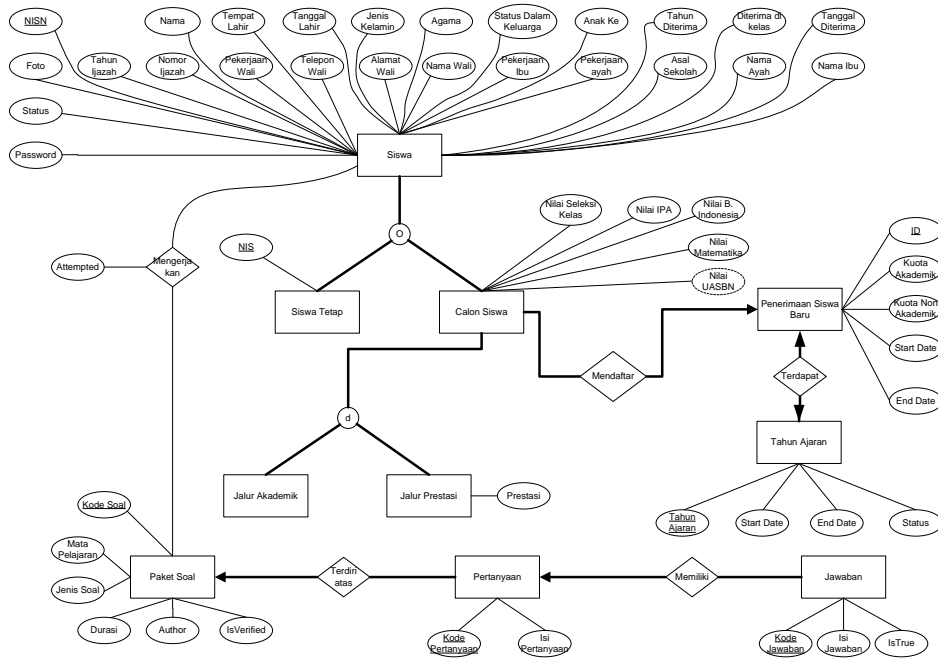 NISN
Nama
Tempat
Lahir
Tanggal
Lahir
Jenis
Kelamin
Agama
Status Dalam
Keluarga
Anak Ke
Tahun
Diterima
Diterima di
kelas
Tanggal
Diterima
Foto
Tahun
Ijazah
Nomor
Ijazah
Pekerjaan
Wali
Telepon
Wali
Alamat
Wali
Nama Wali
Pekerjaan
Ibu
Pekerjaan
ayah
Asal
Sekolah
Nama
Ayah
Nama Ibu
Status
Password
Siswa
Attempted
Mengerja
kan
NIS
O
Siswa Tetap
Calon Siswa
Nilai Seleksi
Kelas
Nilai IPA
Nilai B.
Indonesia
Nilai
Matematika
Nilai
UASBN
Mendaftar
Penerimaan Siswa
Baru
ID
Kuota
Akademik
Kuota Non
Akademik
Start Date
End Date
Terdapat
Tahun Ajaran
Tahun
Ajaran
Start Date
End Date
Status
d
Jalur Akademik
Jalur Prestasi
Prestasi
Kode Soal
Mata
Pelajaran
Jenis Soal
Paket Soal
Durasi
Author
IsVerified
Terdiri
atas
Pertanyaan
Kode
Pertanyaan
Isi
Pertanyaan
Memiliki
Jawaban
Kode
Jawaban
Isi
Jawaban
IsTrue